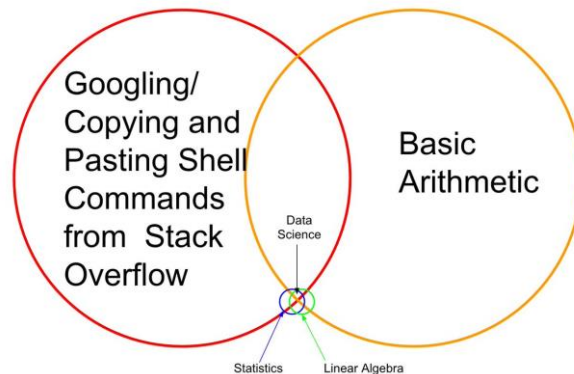 Googling/
Copying and
Pasting Shell
Commands
from Stack
Overflow
Basic
Arithmetic
Data
Science
Statistics
Linear Algebra